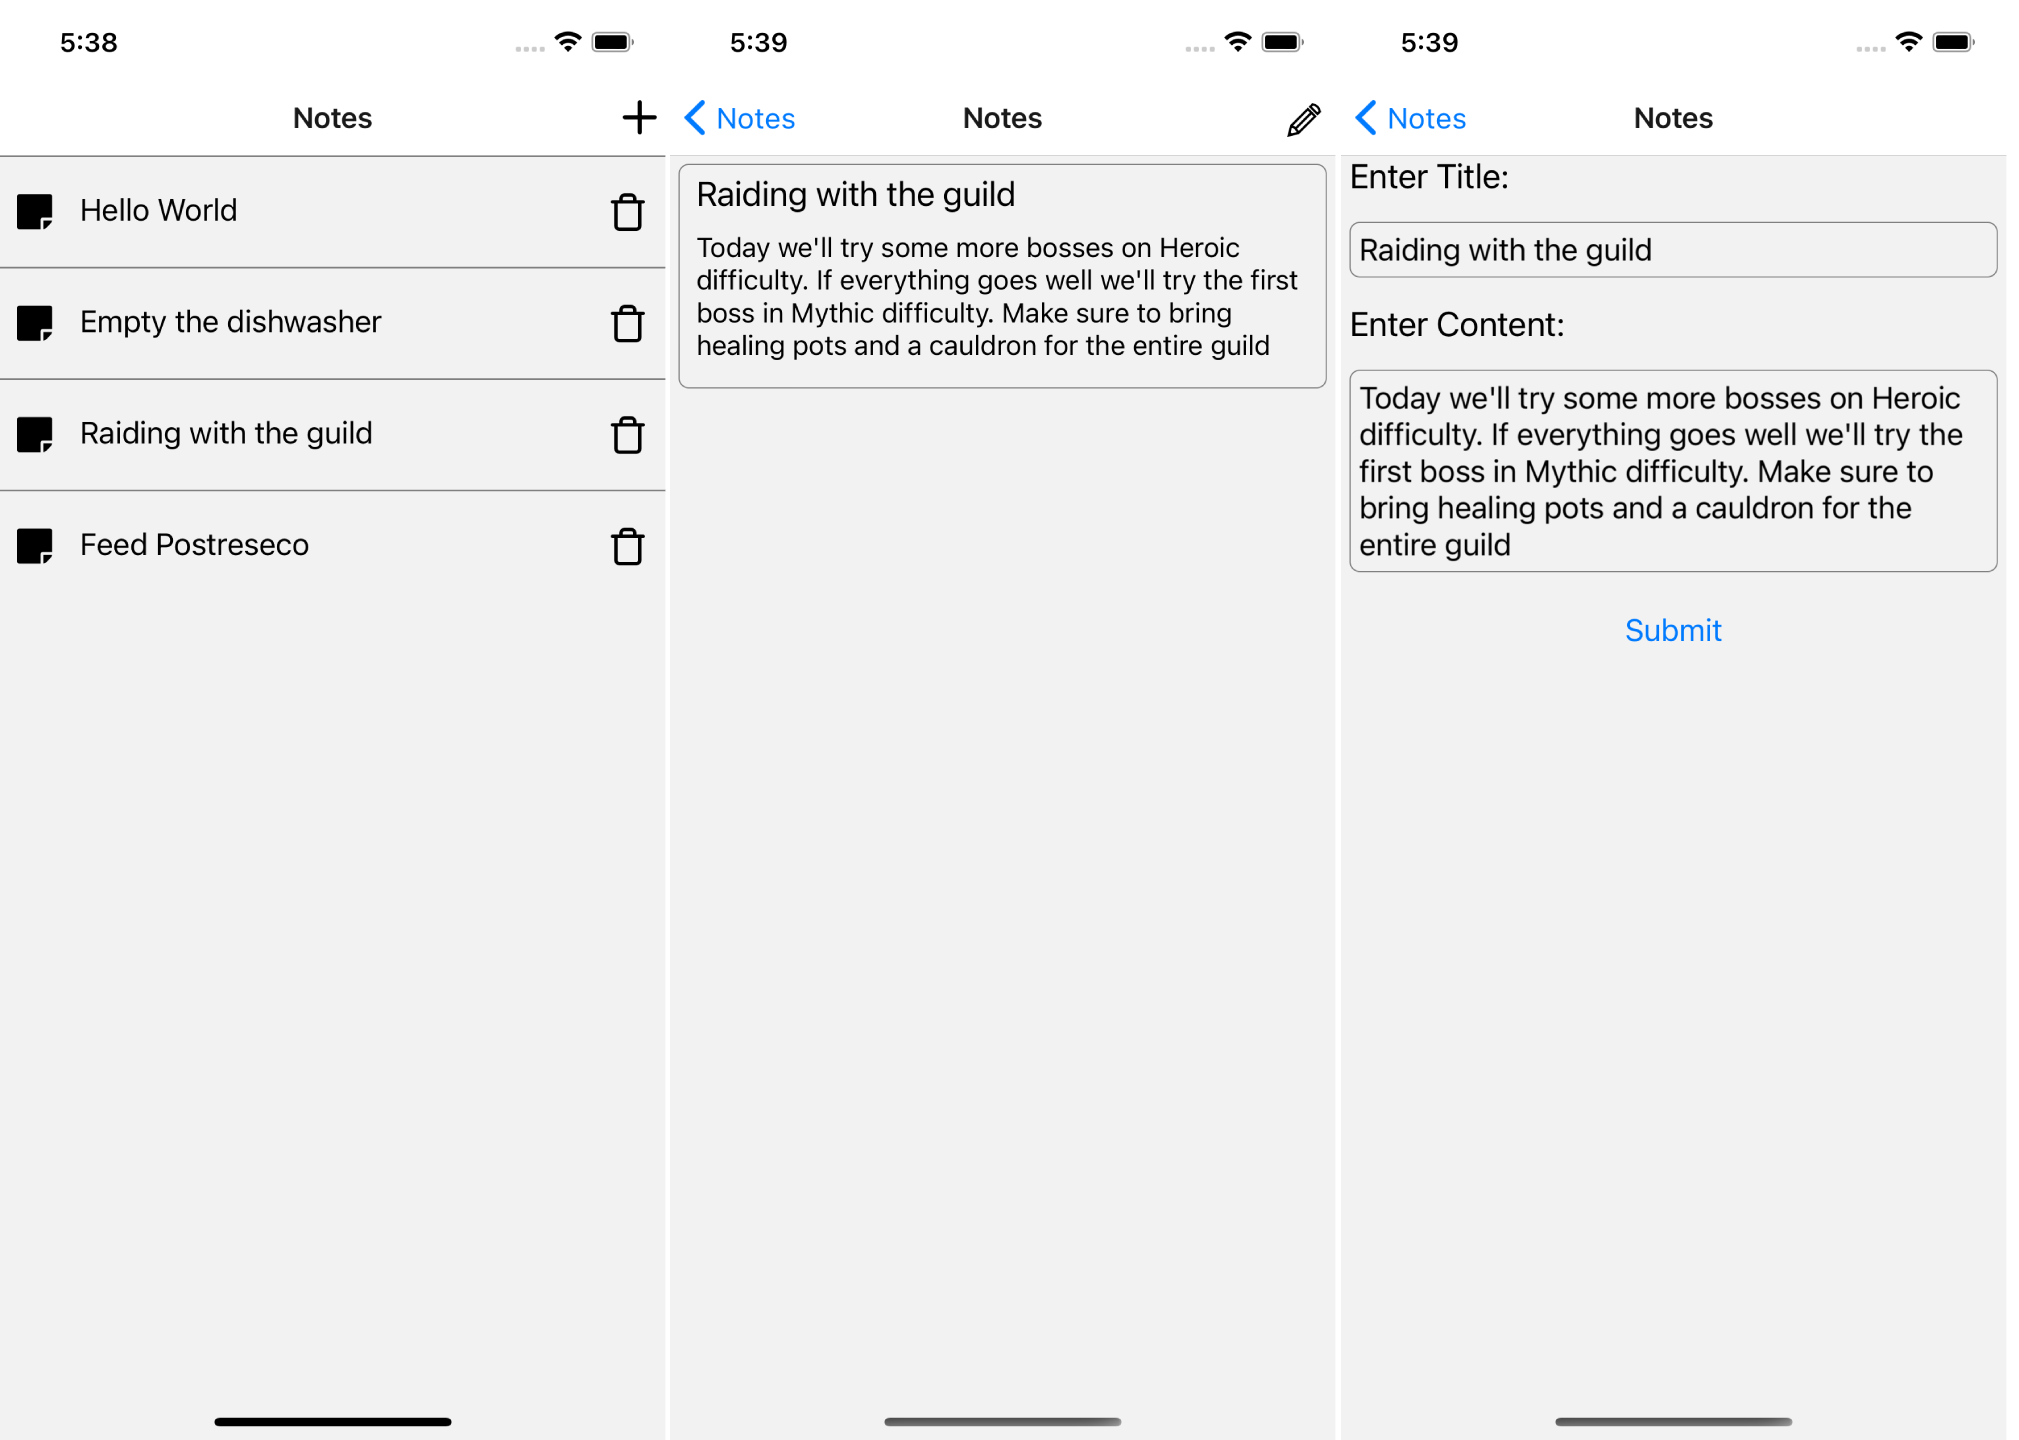 5:38
Notes
Hello World
Empty the dishwasher
Raiding with the guild
Feed Postreseco
5:39
Notes
Notes
Raiding with the guild
Today we'll try some more bosses on Heroic
difficulty. If everything goes well we'll try the first
boss in Mythic difficulty. Make sure to bring
healing pots and a cauldron for the entire guild
5:39
Notes
Notes
Enter Title:
Raiding with the guild
Enter Content:
Today we'll try some more bosses on Heroic
difficulty. If everything goes well we'll try the
first boss in Mythic difficulty. Make sure to
bring healing pots and a cauldron for the
entire guild
Submit